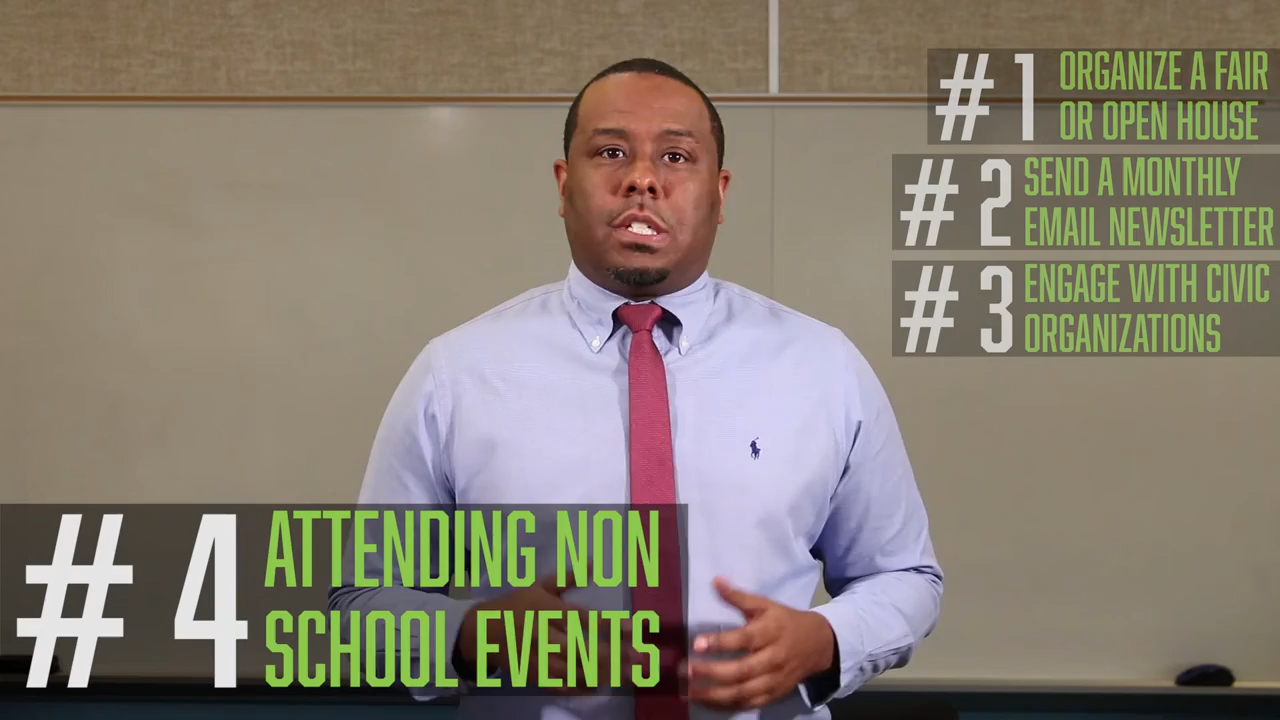 # 1 ORGANIZE A FAIR
OR OPEN HOUSE
# 2 SEND A MONTHLY
EMAIL NEWSLETTER
# 3 ENGAGE WITH CIVIC
ORGANIZATIONS
# 4 ATTENDING NON
SCHOOL EVENTS